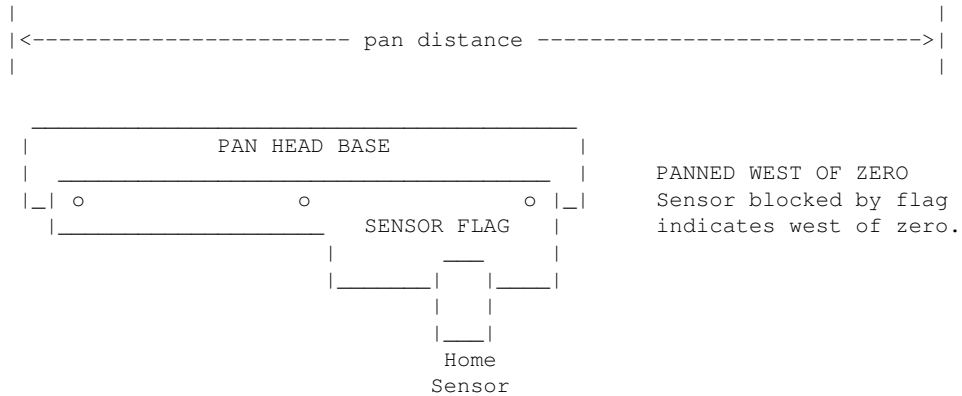 pan distance
PAN HEAD BASE
PANNED WEST OF ZERO
Sensor blocked by flag
SENSOR FLAG indicates west of zero.
Home
Sensor